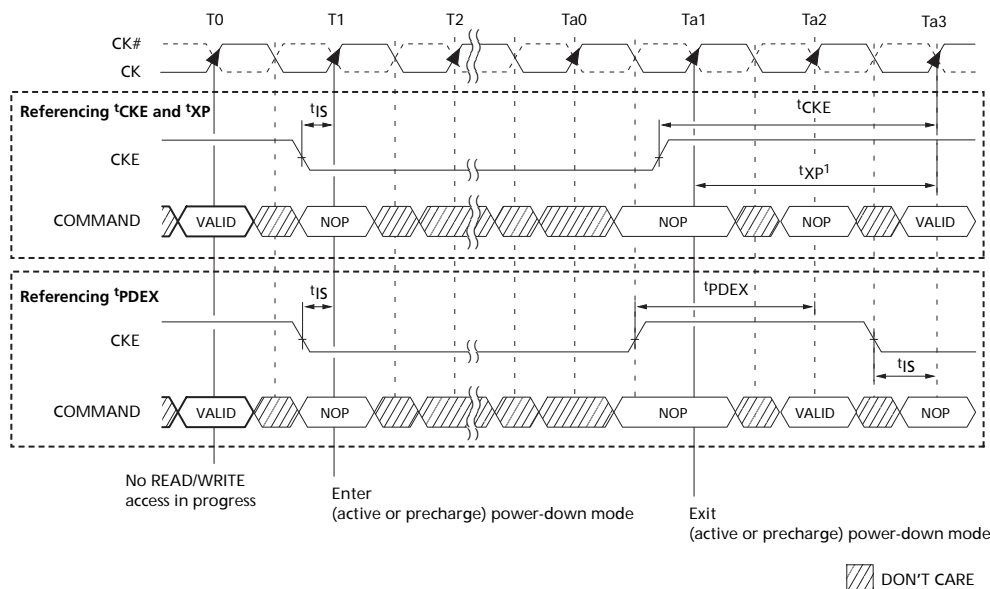 T0 T1 T2 Ta0 Ta1 Ta2 Ta3
CK#
CK
Referencing tCKE and tXP
tIS
tCKE
CKE
tXP1
COMMAND VALID NOP NOP NOP VALID
Referencing tPDEX
tIS
tPDEX
CKE
tIS
COMMAND VALID NOP NOP VALID NOP
No READ/WRITE
access in progress
Enter
(active or precharge) power-down mode
Exit
(active or precharge) power-down mode
DON'T CARE